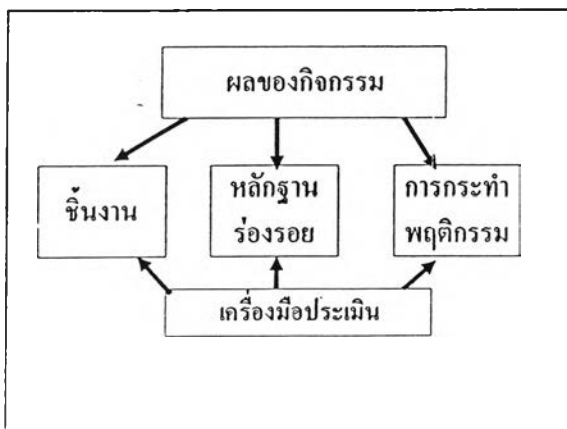 ผลของกิจกรรม
ชิ้นงาน
หลักฐาน
ร่องรอย
การกระทำ
พฤติกรรม
เครื่องมือประเมิน